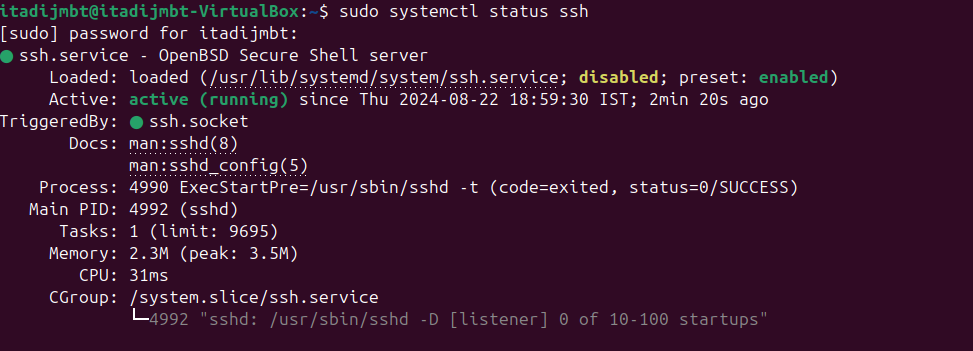 itadijmbt@itadijmbt-VirtualBox:~$ sudo systemctl status ssh
[sudo] password for itadijmbt:
● ssh.service - OpenBSD Secure Shell server
     Loaded: loaded (/usr/lib/systemd/system/ssh.service; disabled; preset: enabled)
     Active: active (running) since Thu 2024-08-22 18:59:30 IST; 2min 20s ago
TriggeredBy: ● ssh.socket
       Docs: man:sshd(8)
             man:sshd_config(5)
    Process: 4990 ExecStartPre=/usr/sbin/sshd -t (code=exited, status=0/SUCCESS)
   Main PID: 4992 (sshd)
      Tasks: 1 (limit: 9695)
     Memory: 2.3M (peak: 3.5M)
        CPU: 31ms
     CGroup: /system.slice/ssh.service
             └─4992 "sshd: /usr/sbin/sshd -D [listener] 0 of 10-100 startups"